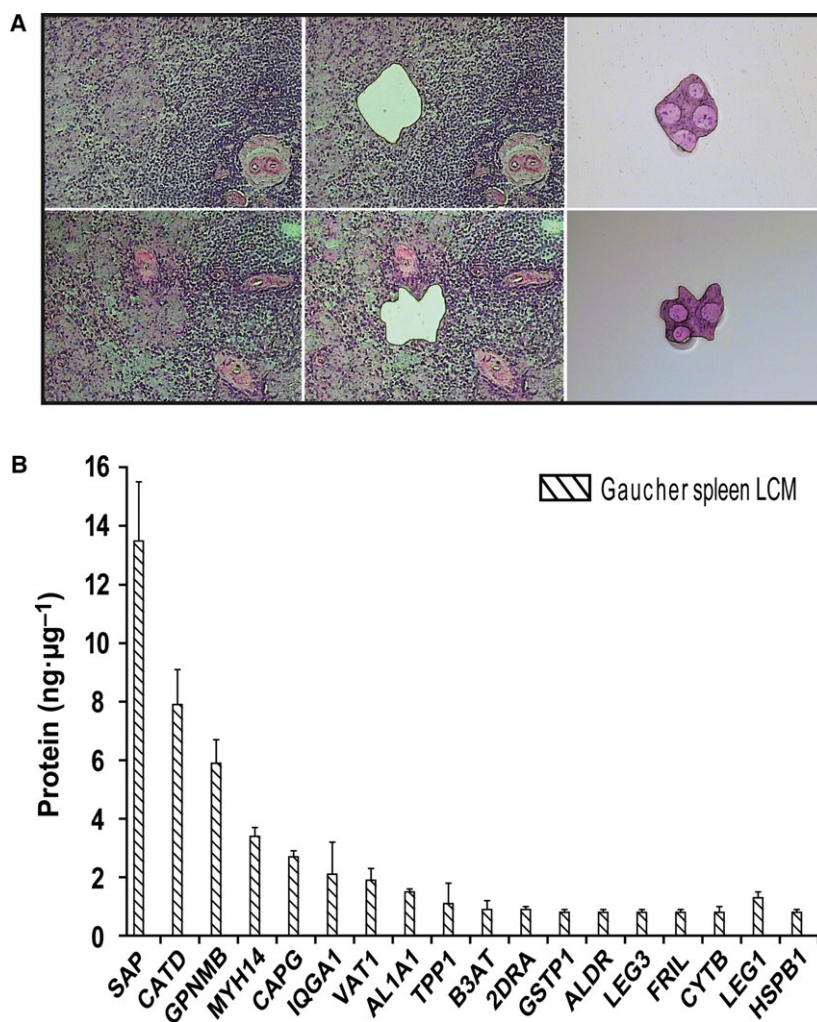 A
B
Gaucher spleen LCM
Protein (ng·µg⁻¹)
16
14
12
10
8
6
4
2
0
SAP
CATD
GPNMB
MYH14
CAPG
IQGA1
VAT1
AL1A1
TPP1
B3AT
2DRA
GSTP1
ALDR
LEG3
FRIL
CYTB
LEG1
HSPB1